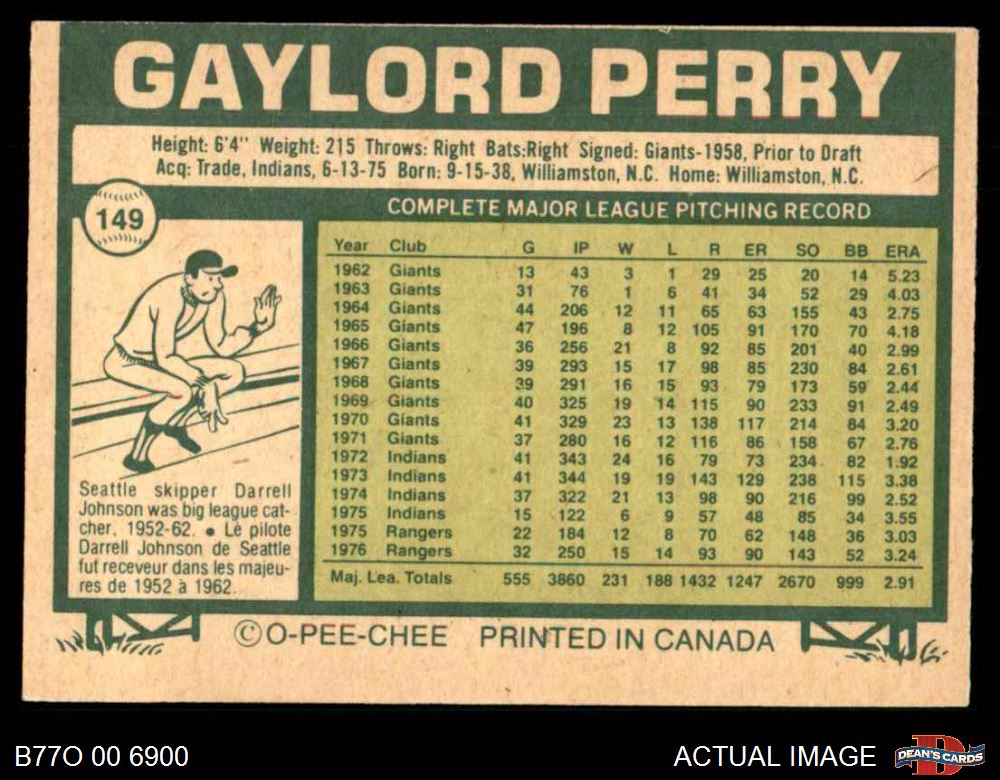 GAYLORD PERRY
Height: 6'4" Weight: 215 Throws: Right Bats:Right Signed: Giants-1958, Prior to Draft
Acq: Trade, Indians, 6-13-75 Born: 9-15-38, Williamston, N.C. Home: Williamston, N.C.
149
COMPLETE MAJOR LEAGUE PITCHING RECORD
Year Club G IP W L R ER SO BB ERA
1962 Giants 13 43 3 1 29 25 20 14 5.23
1963 Giants 31 76 1 6 41 34 52 29 4.03
1964 Giants 44 206 12 11 65 63 155 43 2.75
1965 Giants 47 196 8 12 105 91 170 70 4.18
1966 Giants 36 256 21 8 92 85 201 40 2.99
1967 Giants 39 293 15 17 98 85 230 84 2.61
1968 Giants 39 291 16 15 93 79 173 59 2.44
1969 Giants 40 325 19 14 115 90 233 91 2.49
1970 Giants 41 329 23 13 138 117 214 84 3.20
1971 Giants 37 280 16 12 116 86 158 67 2.76
1972 Indians 41 343 24 16 79 73 234 82 1.92
1973 Indians 41 344 19 19 143 129 238 115 3.38
1974 Indians 37 322 21 13 98 90 216 99 2.52
1975 Indians 15 122 6 9 57 48 85 34 3.55
1975 Rangers 22 184 12 8 70 62 148 36 3.03
1976 Rangers 32 250 15 14 93 90 143 52 3.24
Maj. Lea. Totals 555 3860 231 188 1432 1247 2670 999 2.91
Seattle skipper Darrell
Johnson was big league cat-
cher, 1952-62. • Le pilote
Darrell Johnson de Seattle
fut receveur dans les majeu-
res de 1952 à 1962.
©O-PEE-CHEE PRINTED IN CANADA
B77O 00 6900
ACTUAL IMAGE
DEAN'S CARDS